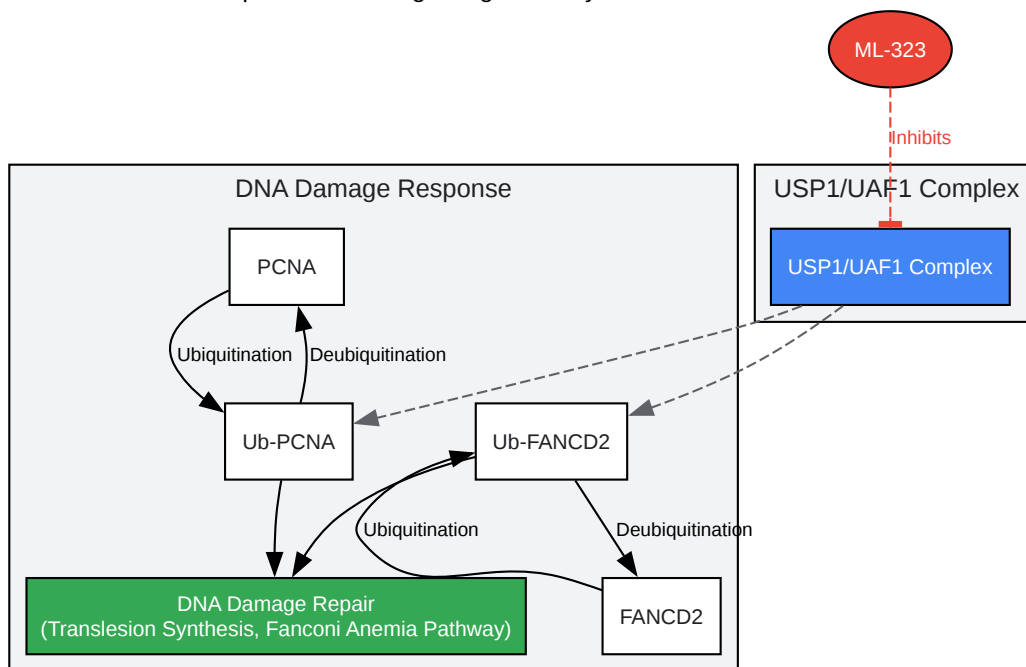 ML-323
Inhibits
DNA Damage Response
USP1/UAF1 Complex
PCNA
USP1/UAF1 Complex
Ubiquitination
Deubiquitination
Ub-PCNA
Ub-FANCD2
Ubiquitination
Deubiquitination
DNA Damage Repair
(Translesion Synthesis, Fanconi Anemia Pathway)
FANCD2